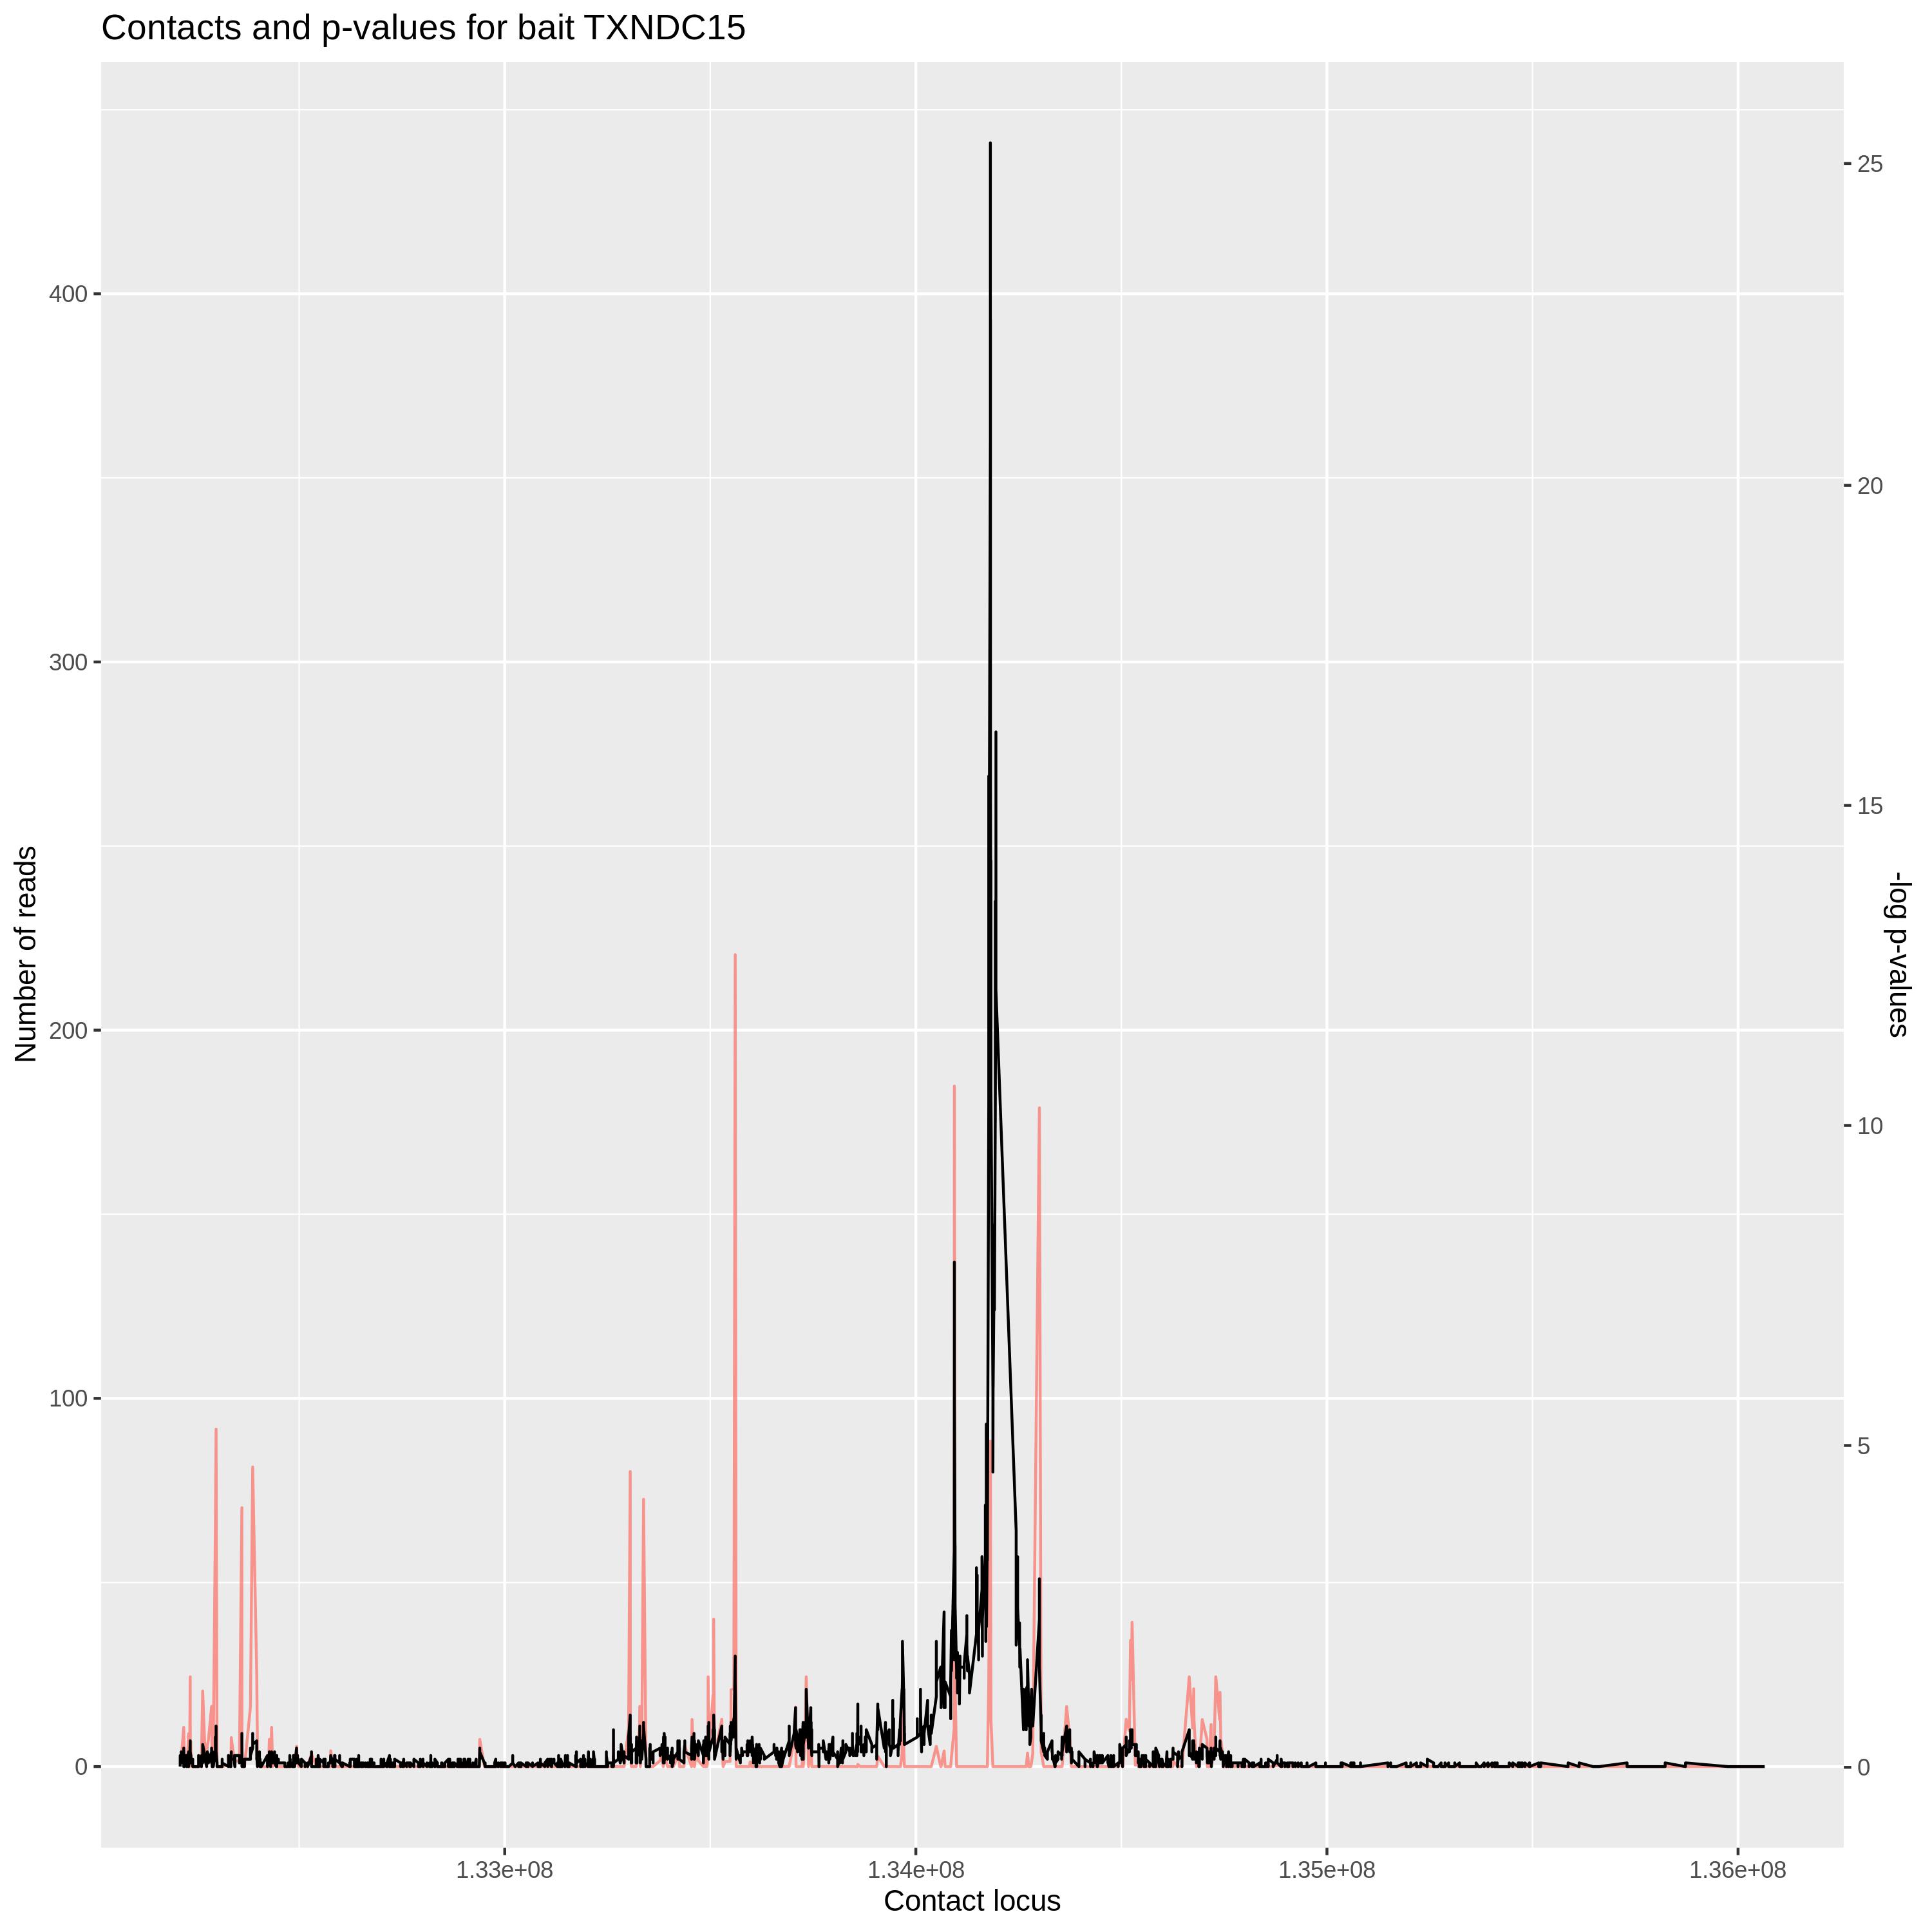 Contacts and p-values for bait TXNDC15
400
300
200
100
0
Number of reads
25
20
15
10
5
0
-log p-values
1.33e+08 1.34e+08 1.35e+08 1.36e+08
Contact locus